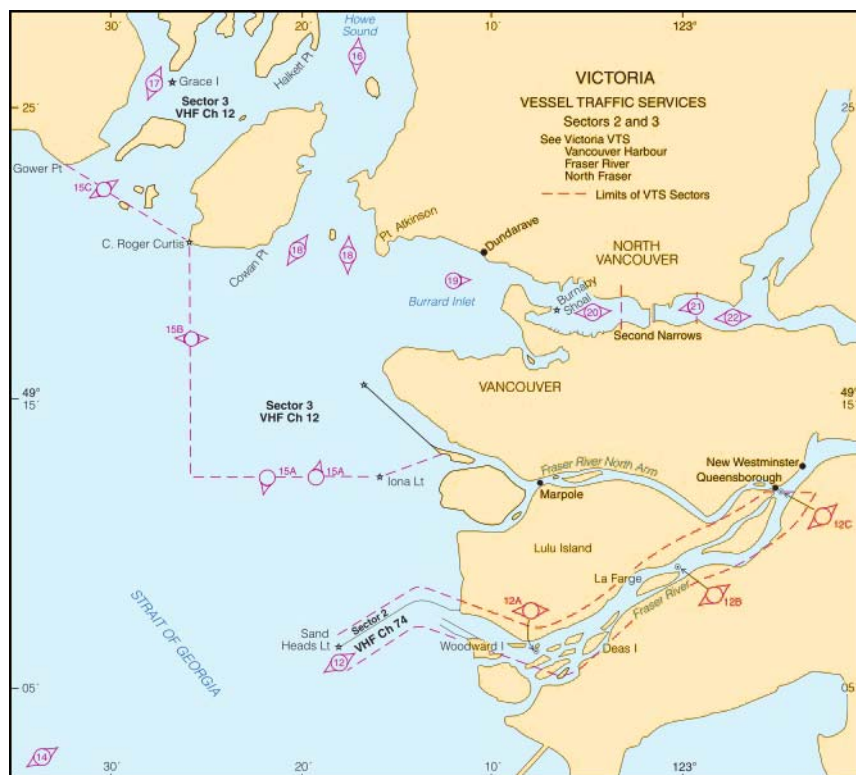 30´
20´
Howe
Sound
10´
123°
Halkett Pt
16
17
Grace I
Sector 3
VHF Ch 12
25´
25´
VICTORIA
VESSEL TRAFFIC SERVICES
Sectors 2 and 3
See Victoria VTS
Vancouver Harbour
Fraser River
North Fraser
Limits of VTS Sectors
Gower Pt
15C
C. Roger Curtis
Cowan Pt
18
18
Pt Atkinson
Dundarave
NORTH
VANCOUVER
19
Burrard Inlet
Burnaby
Shoal
20
21
22
Second Narrows
15B
VANCOUVER
49°
15´
49°
15´
Sector 3
VHF Ch 12
15A
15A
Iona Lt
Fraser River North Arm
Marpole
New Westminster
Queensborough
12C
Lulu Island
La Farge
12A
12B
Fraser River
Sector 2
VHF Ch 74
Sand
Heads Lt
12
Woodward I
Deas I
STRAIT OF GEORGIA
05´
05´
14
30´
20´
10´
123°